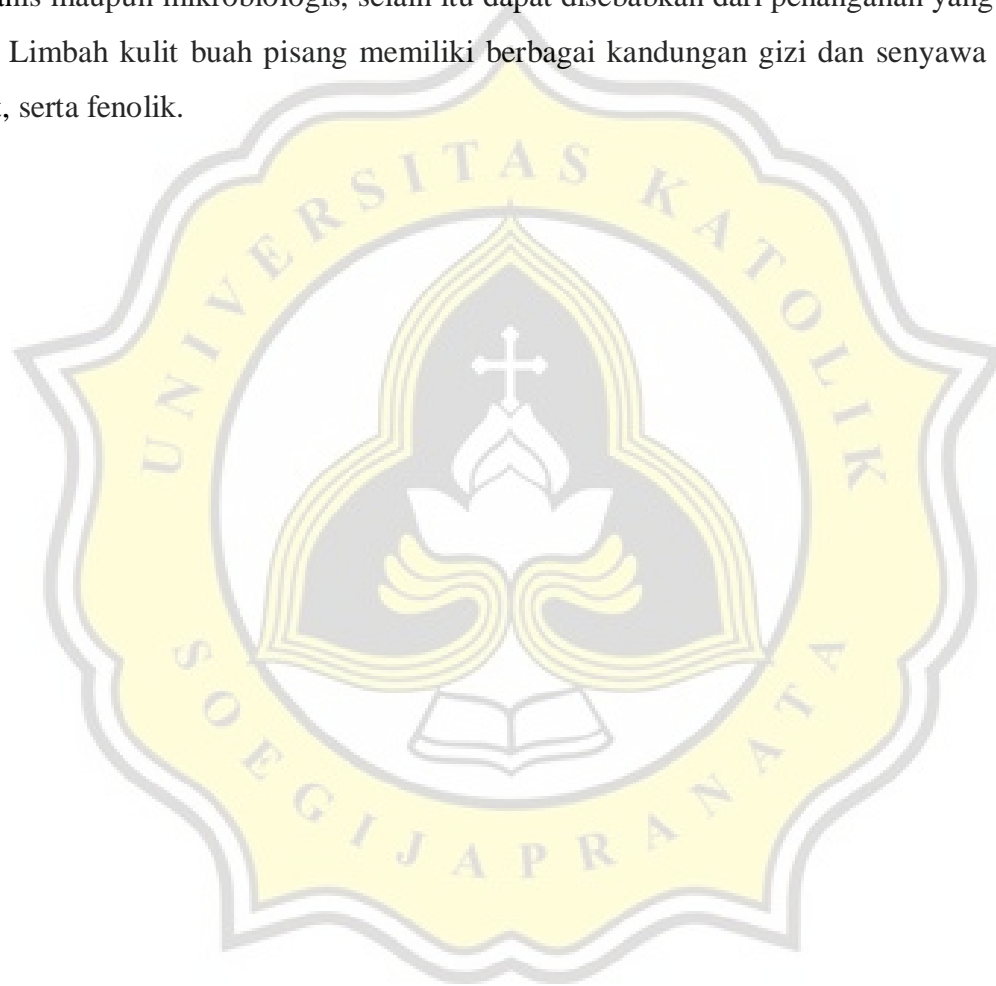 maupun mikrobiologis, selain itu dapat disebabkan dari penanganan yang
Limbah kulit buah pisang memiliki berbagai kandungan gizi dan senyawa
, serta fenolik.
UNIVERSITAS KATOLIK
SOEGIJAPRANATA